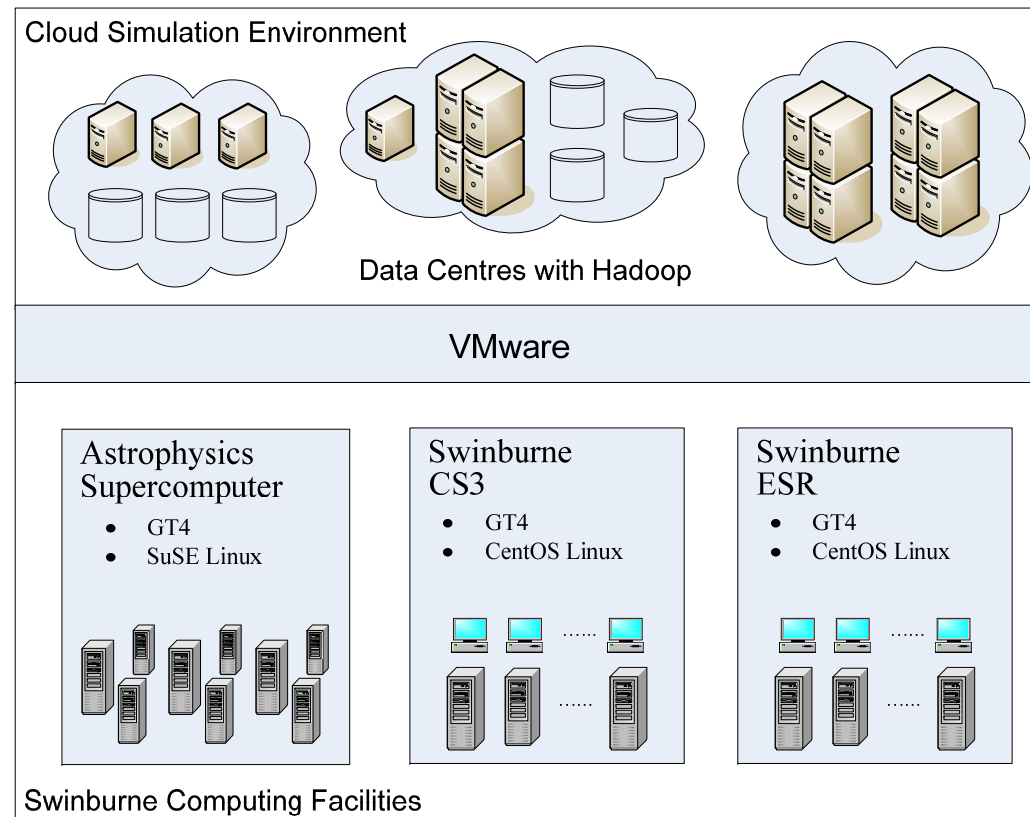 Cloud Simulation Environment
Data Centres with Hadoop
VMware
Astrophysics
Supercomputer
● GT4
● SuSE Linux
Swinburne
CS3
● GT4
● CentOS Linux
......
......
Swinburne
ESR
● GT4
● CentOS Linux
......
......
Swinburne Computing Facilities